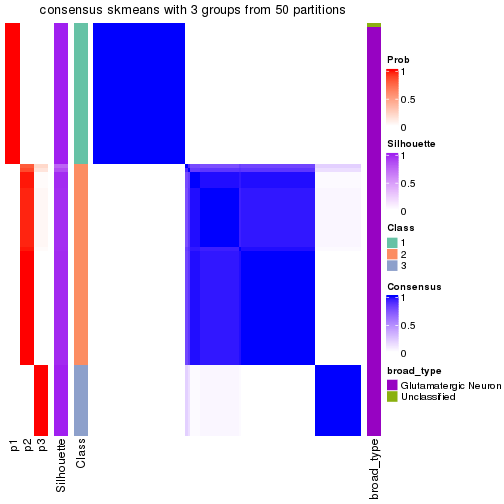 consensus skmeans with 3 groups from 50 partitions
Prob
1
0.5
0
Silhouette
1
0.5
0
Class
1
2
3
Consensus
1
0.5
0
broad_type
Glutamatergic Neuron
Unclassified
p1
p2
p3
Silhouette
Class
broad_type